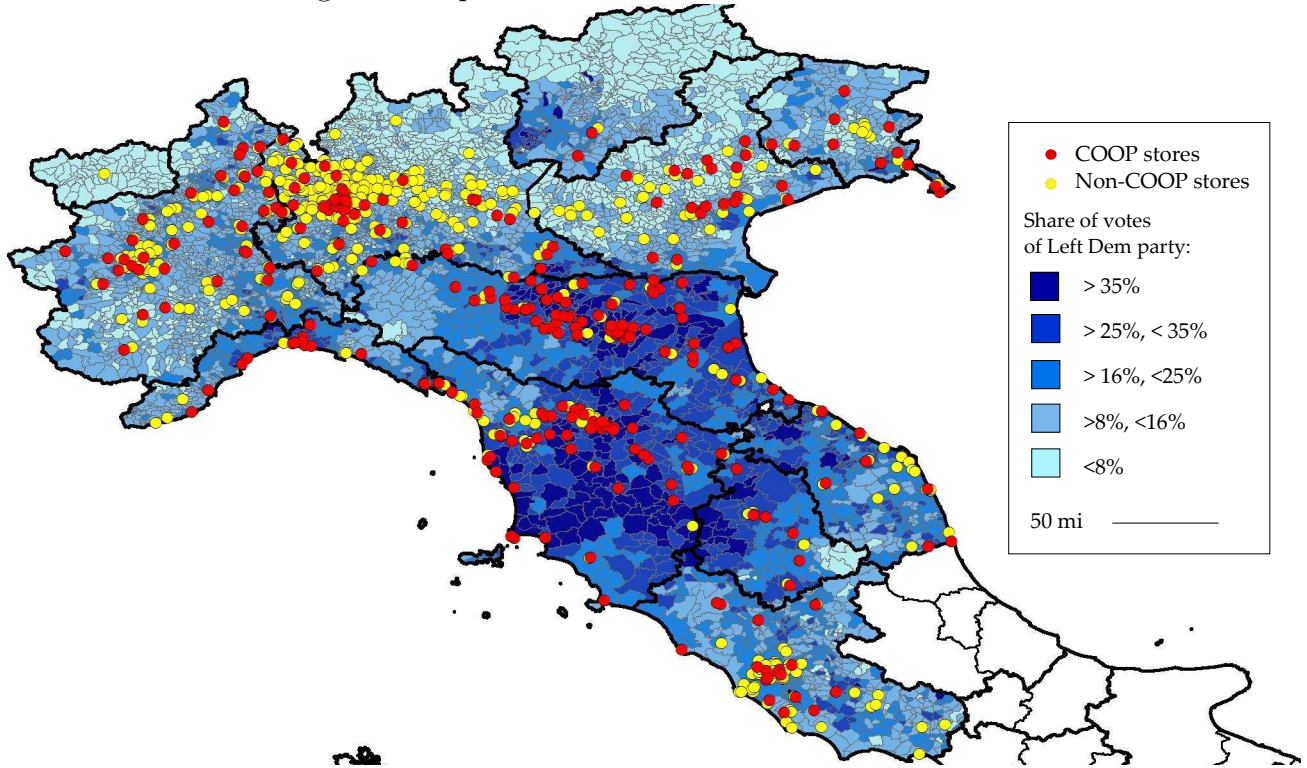 COOP stores
Non-COOP stores
Share of votes
of Left Dem party:
> 35%
> 25%, < 35%
> 16%, <25%
>8%, <16%
<8%
50 mi